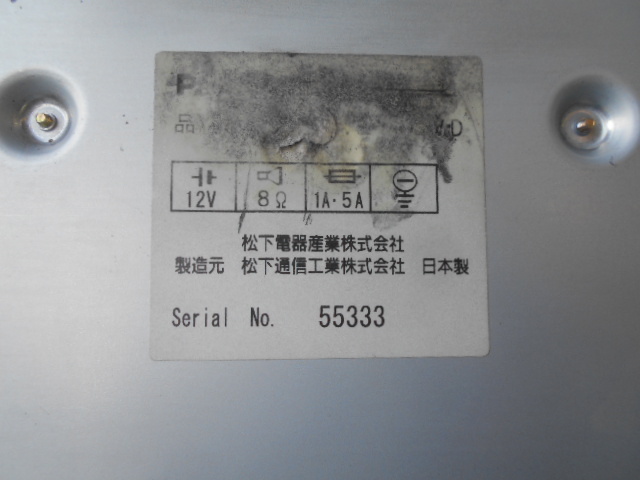 12V 8Ω 1A·5A
松下電器産業株式会社
製造元 松下通信工業株式会社 日本製
Serial No. 55333